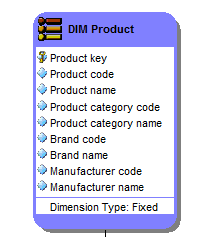 DIM Product
Product key
Product code
Product name
Product category code
Product category name
Brand code
Brand name
Manufacturer code
Manufacturer name
Dimension Type: Fixed